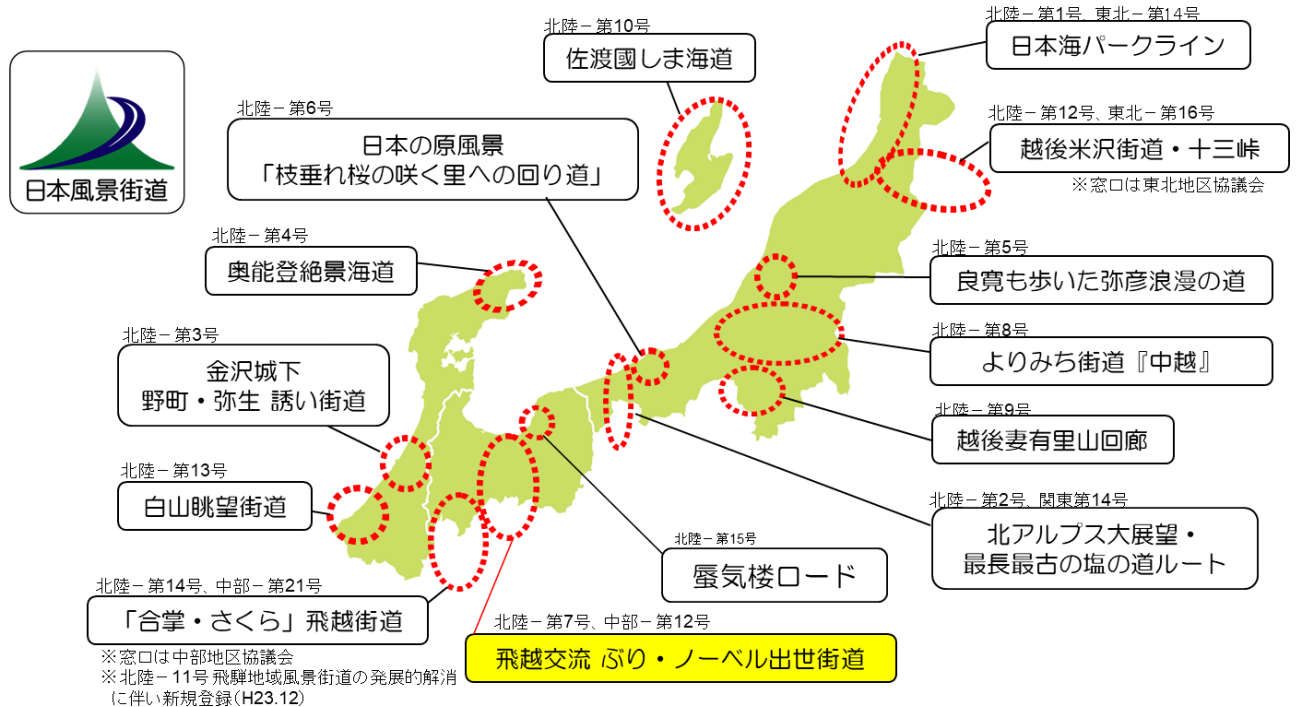 日本風景街道
北陸－第10号
佐渡國しま海道
北陸－第1号、東北－第14号
日本海パークライン
北陸－第12号、東北－第16号
越後米沢街道・十三峠
※窓口は東北地区協議会
北陸－第6号
日本の原風景
「枝垂れ桜の咲く里への回り道」
北陸－第4号
奥能登絶景海道
北陸－第5号
良寛も歩いた弥彦浪漫の道
北陸－第3号
金沢城下
野町・弥生 誘い街道
北陸－第8号
よりみち街道『中越』
北陸－第9号
越後妻有里山回廊
北陸－第13号
白山眺望街道
北陸－第2号、関東第14号
北アルプス大展望・
最長最古の塩の道ルート
北陸－第15号
蜃気楼ロード
北陸－第14号、中部－第21号
「合掌・さくら」飛越街道
※窓口は中部地区協議会
※北陸－11号飛騨地域風景街道の発展的解消
に伴い新規登録（H23.12）
北陸－第7号、中部－第12号
飛越交流 ぶり・ノーベル出世街道